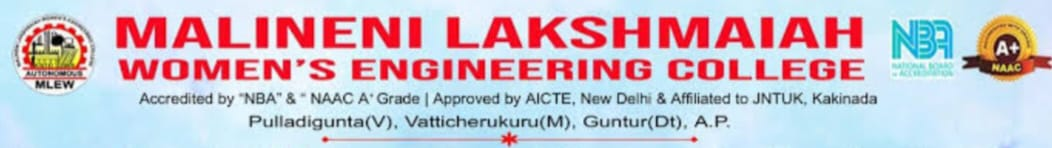 MALINENI LAKSHMAIAH
WOMEN'S ENGINEERING COLLEGE
Accredited by "NBA" & " NAAC A+ Grade | Approved by AICTE, New Delhi & Affiliated to JNTUK, Kakinada
Pulladigunta(V), Vatticherukuru(M), Guntur(Dt), A.P.
AUTONOMOUS
MLEW
NBA
NATIONAL BOARD
of ACCREDITATION
A+
NAAC